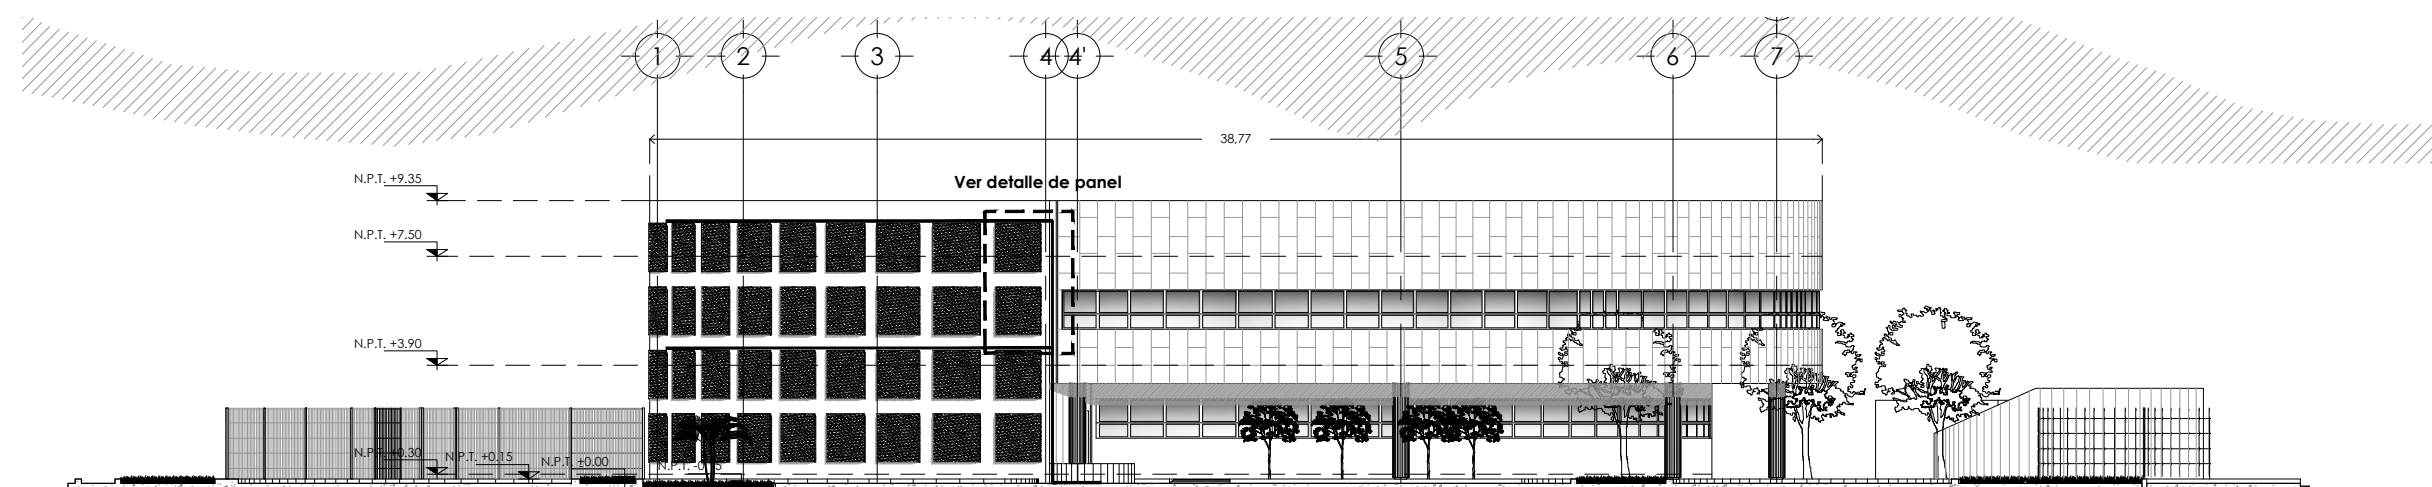 1 2 3 4 4' 5 6 7
38,77
Ver detalle de panel
N.P.T. +9.35
N.P.T. +7.50
N.P.T. +3.90
N.P.T. +0.30
N.P.T. +0.15
N.P.T. +0.00
N.P.T.